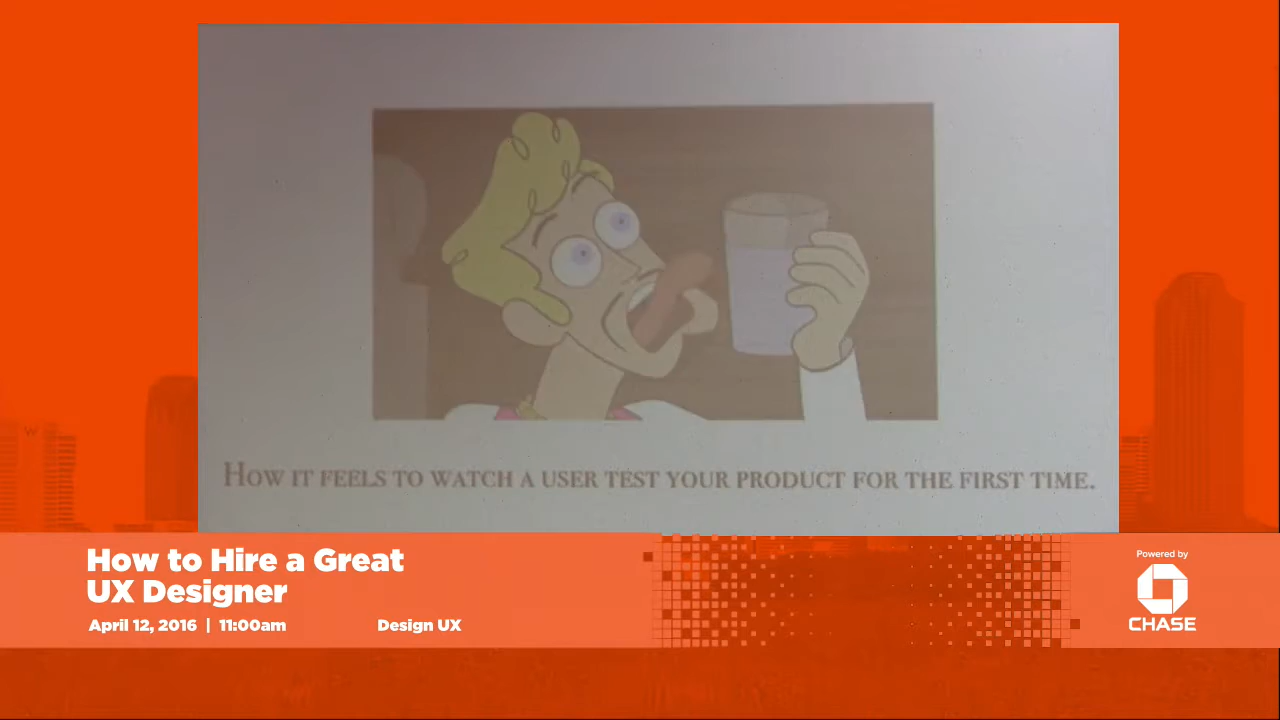 HOW IT FEELS TO WATCH A USER TEST YOUR PRODUCT FOR THE FIRST TIME.
How to Hire a Great
UX Designer
April 12, 2016 | 11:00am
Design UX
Powered by
CHASE